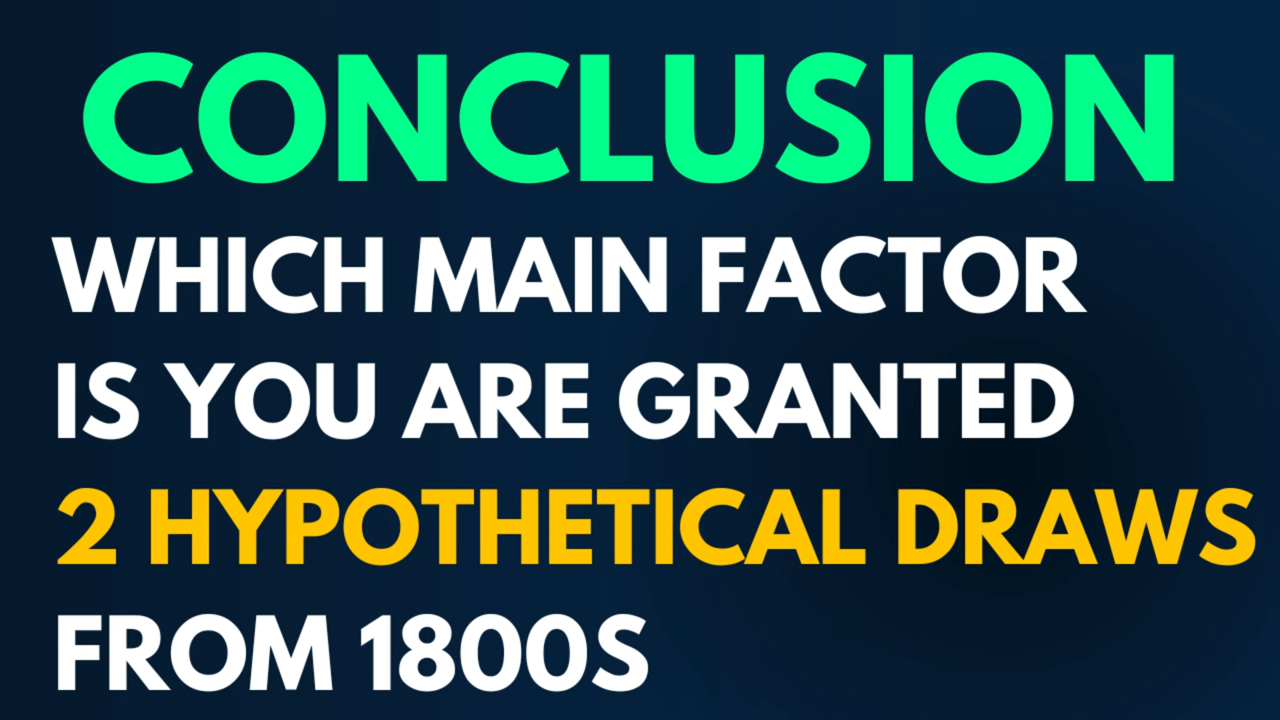 CONCLUSION
WHICH MAIN FACTOR
IS YOU ARE GRANTED
2 HYPOTHETICAL DRAWS
FROM 1800S